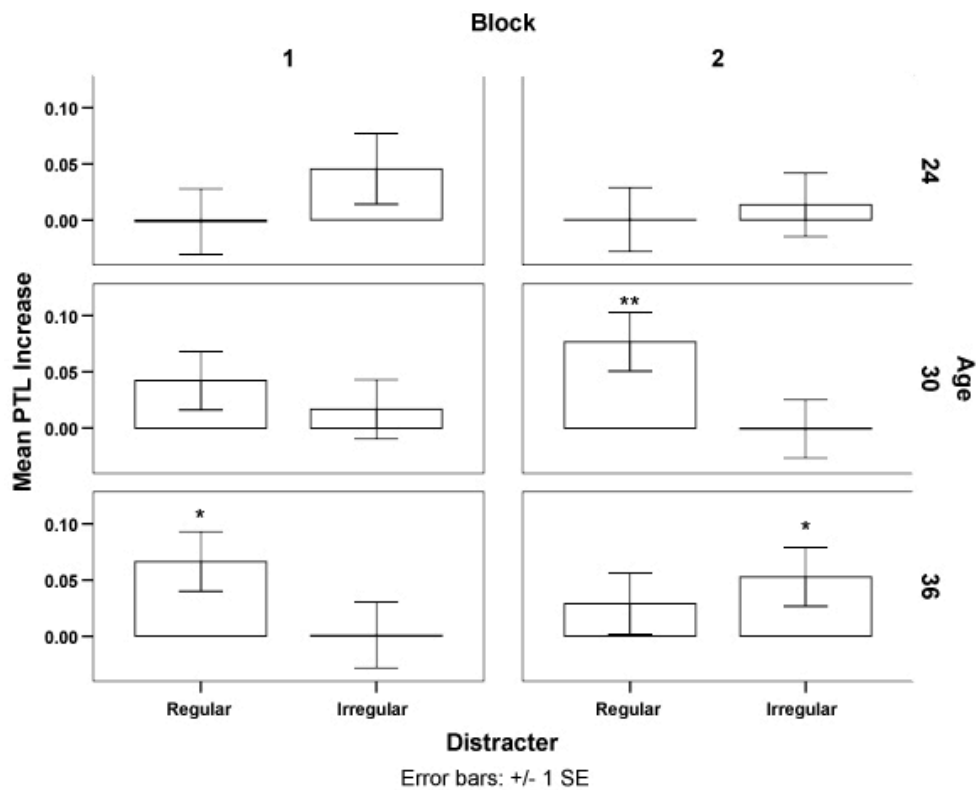 Block
1
2
0.10
0.05
0.00
24
Mean PTL Increase
0.10
**
0.05
0.00
30
Age
0.10
*
*
0.05
0.00
36
Regular
Irregular
Regular
Irregular
Distracter
Error bars: +/- 1 SE